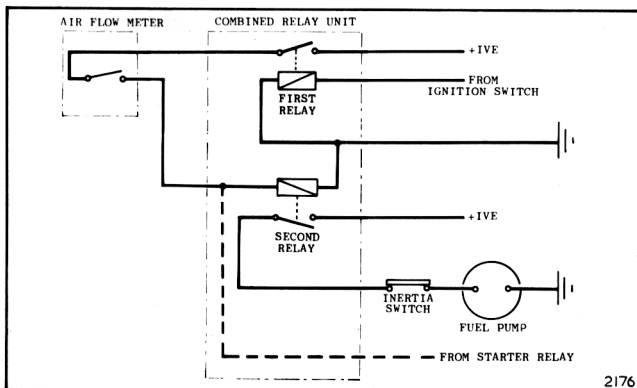 AIR FLOW METER
COMBINED RELAY UNIT
+IVE
FROM
IGNITION SWITCH
FIRST
RELAY
+IVE
SECOND
RELAY
INERTIA
SWITCH
FUEL PUMP
FROM STARTER RELAY
2176